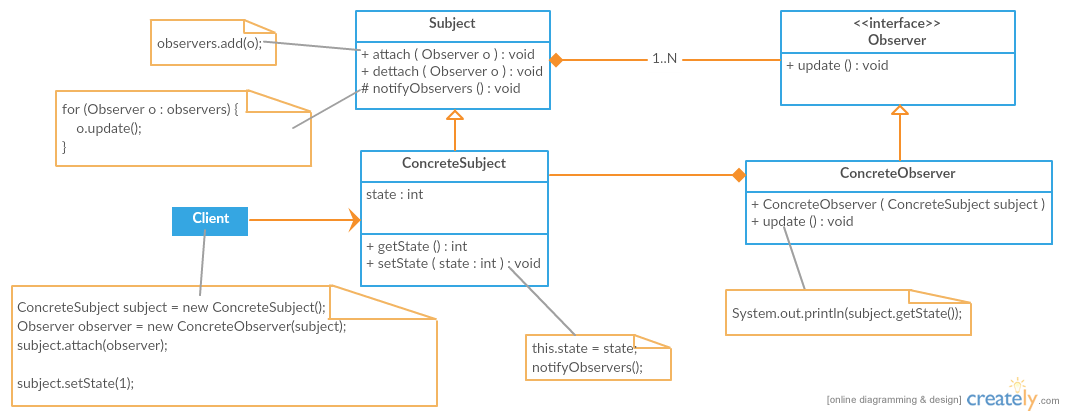 Subject
<<interface>>
Observer
observers.add(o);
+ attach ( Observer o ) : void
+ dettach ( Observer o ) : void
# notifyObservers () : void
1..N
+ update () : void
for (Observer o : observers) {
o.update();
}
ConcreteSubject
state : int
+ getState () : int
+ setState ( state : int ) : void
ConcreteObserver
+ ConcreteObserver ( ConcreteSubject subject )
+ update () : void
Client
ConcreteSubject subject = new ConcreteSubject();
Observer observer = new ConcreteObserver(subject);
subject.attach(observer);
subject.setState(1);
this.state = state;
notifyObservers();
System.out.println(subject.getState());
[online diagramming & design] creately.com